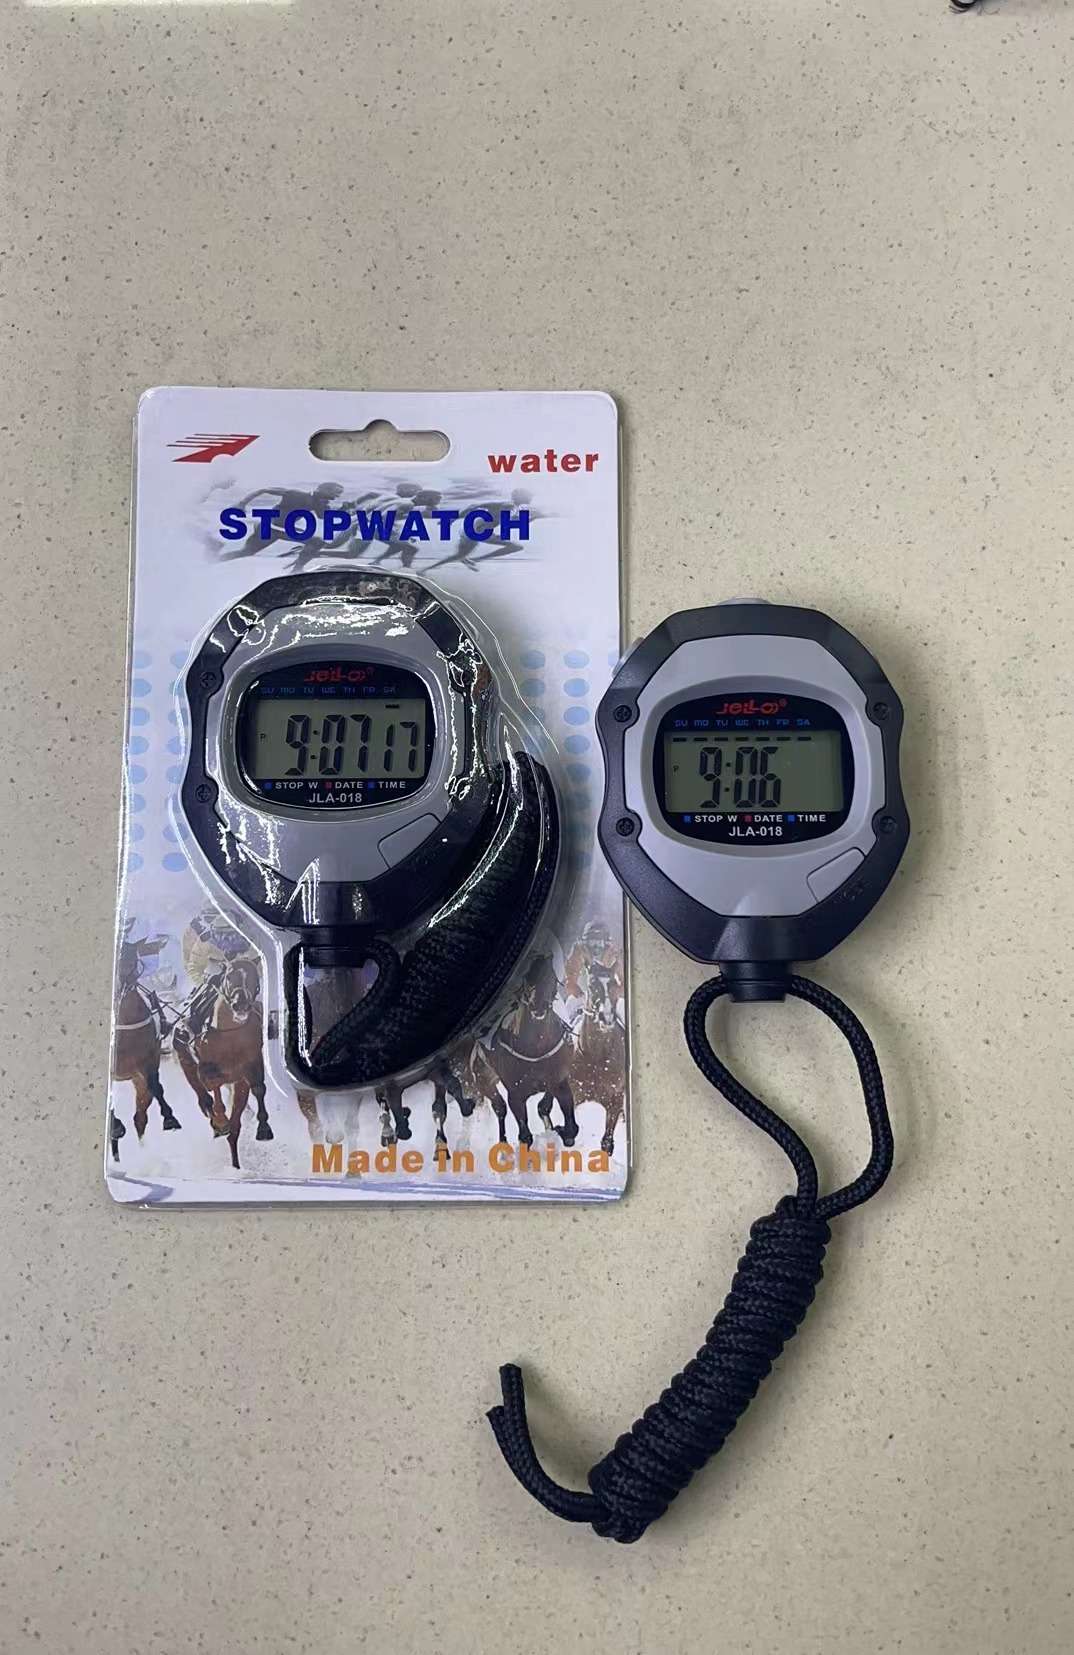 water
STOPWATCH
SU MO TU WE TH FR SA
P 9:07 17
STOP W DATE TIME
JLA-018
Made in China
SU MO TU WE TH FR SA
P 9:06
STOP W DATE TIME
JLA-018